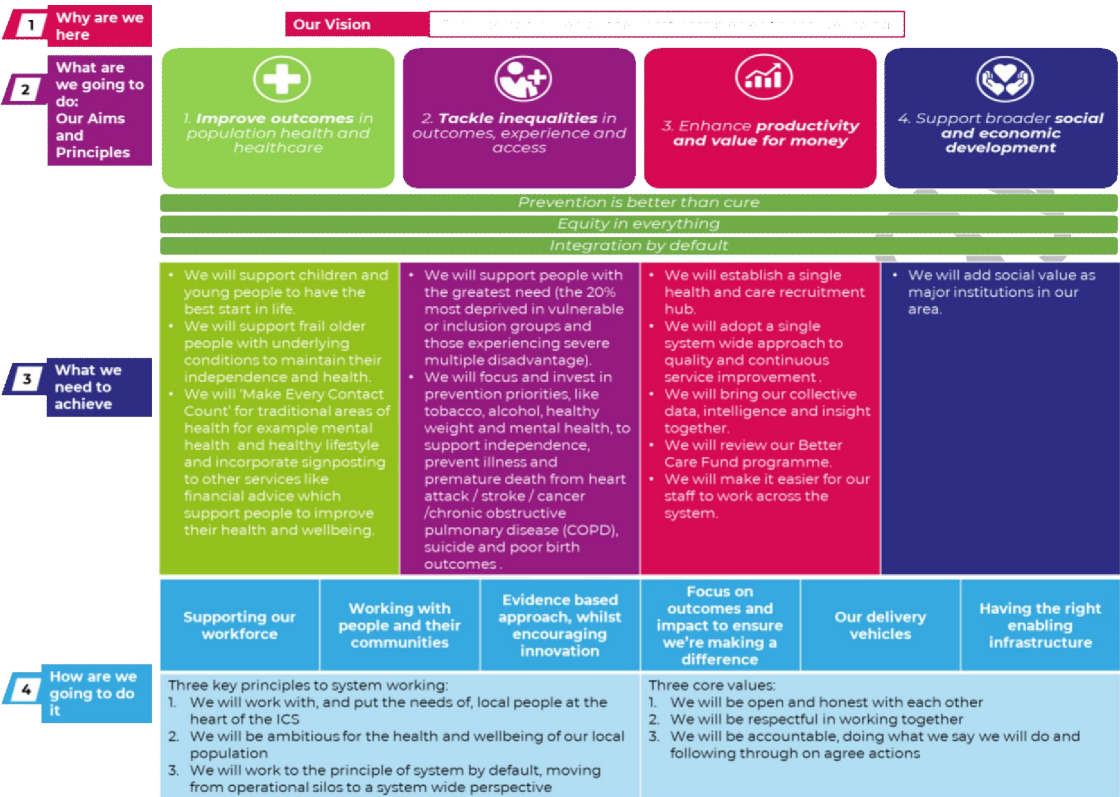 1
Why are we
here
Our Vision
2
What are
we going to
do:
Our Aims
and
Principles
1. Improve outcomes in
population health and
healthcare
2. Tackle inequalities in
outcomes, experience and
access
3. Enhance productivity
and value for money
4. Support broader social
and economic
development
Prevention is better than cure
Equity in everything
Integration by default
3
What we
need to
achieve
• We will support children and
young people to have the
best start in life.
• We will support frail older
people with underlying
conditions to maintain their
independence and health.
• We will ‘Make Every Contact
Count’ for traditional areas of
health for example mental
health and healthy lifestyle
and incorporate signposting
to other services like
financial advice which
support people to improve
their health and wellbeing.
• We will support people with
the greatest need (the 20%
most deprived in vulnerable
or inclusion groups and
those experiencing severe
multiple disadvantage).
• We will focus and invest in
prevention priorities, like
tobacco, alcohol, healthy
weight and mental health, to
support independence,
prevent illness and
premature death from heart
attack / stroke / cancer
/chronic obstructive
pulmonary disease (COPD),
suicide and poor birth
outcomes .
• We will establish a single
health and care recruitment
hub.
• We will adopt a single
system wide approach to
quality and continuous
service improvement .
• We will bring our collective
data, intelligence and insight
together.
• We will review our Better
Care Fund programme.
• We will make it easier for our
staff to work across the
system.
• We will add social value as
major institutions in our
area.
4
How are we
going to do
it
Supporting our
workforce
Working with
people and their
communities
Evidence based
approach, whilst
encouraging
innovation
Focus on
outcomes and
impact to ensure
we’re making a
difference
Our delivery
vehicles
Having the right
enabling
infrastructure
Three key principles to system working:
1. We will work with, and put the needs of, local people at the
heart of the ICS
2. We will be ambitious for the health and wellbeing of our local
population
3. We will work to the principle of system by default, moving
from operational silos to a system wide perspective
Three core values:
1. We will be open and honest with each other
2. We will be respectful in working together
3. We will be accountable, doing what we say we will do and
following through on agree actions